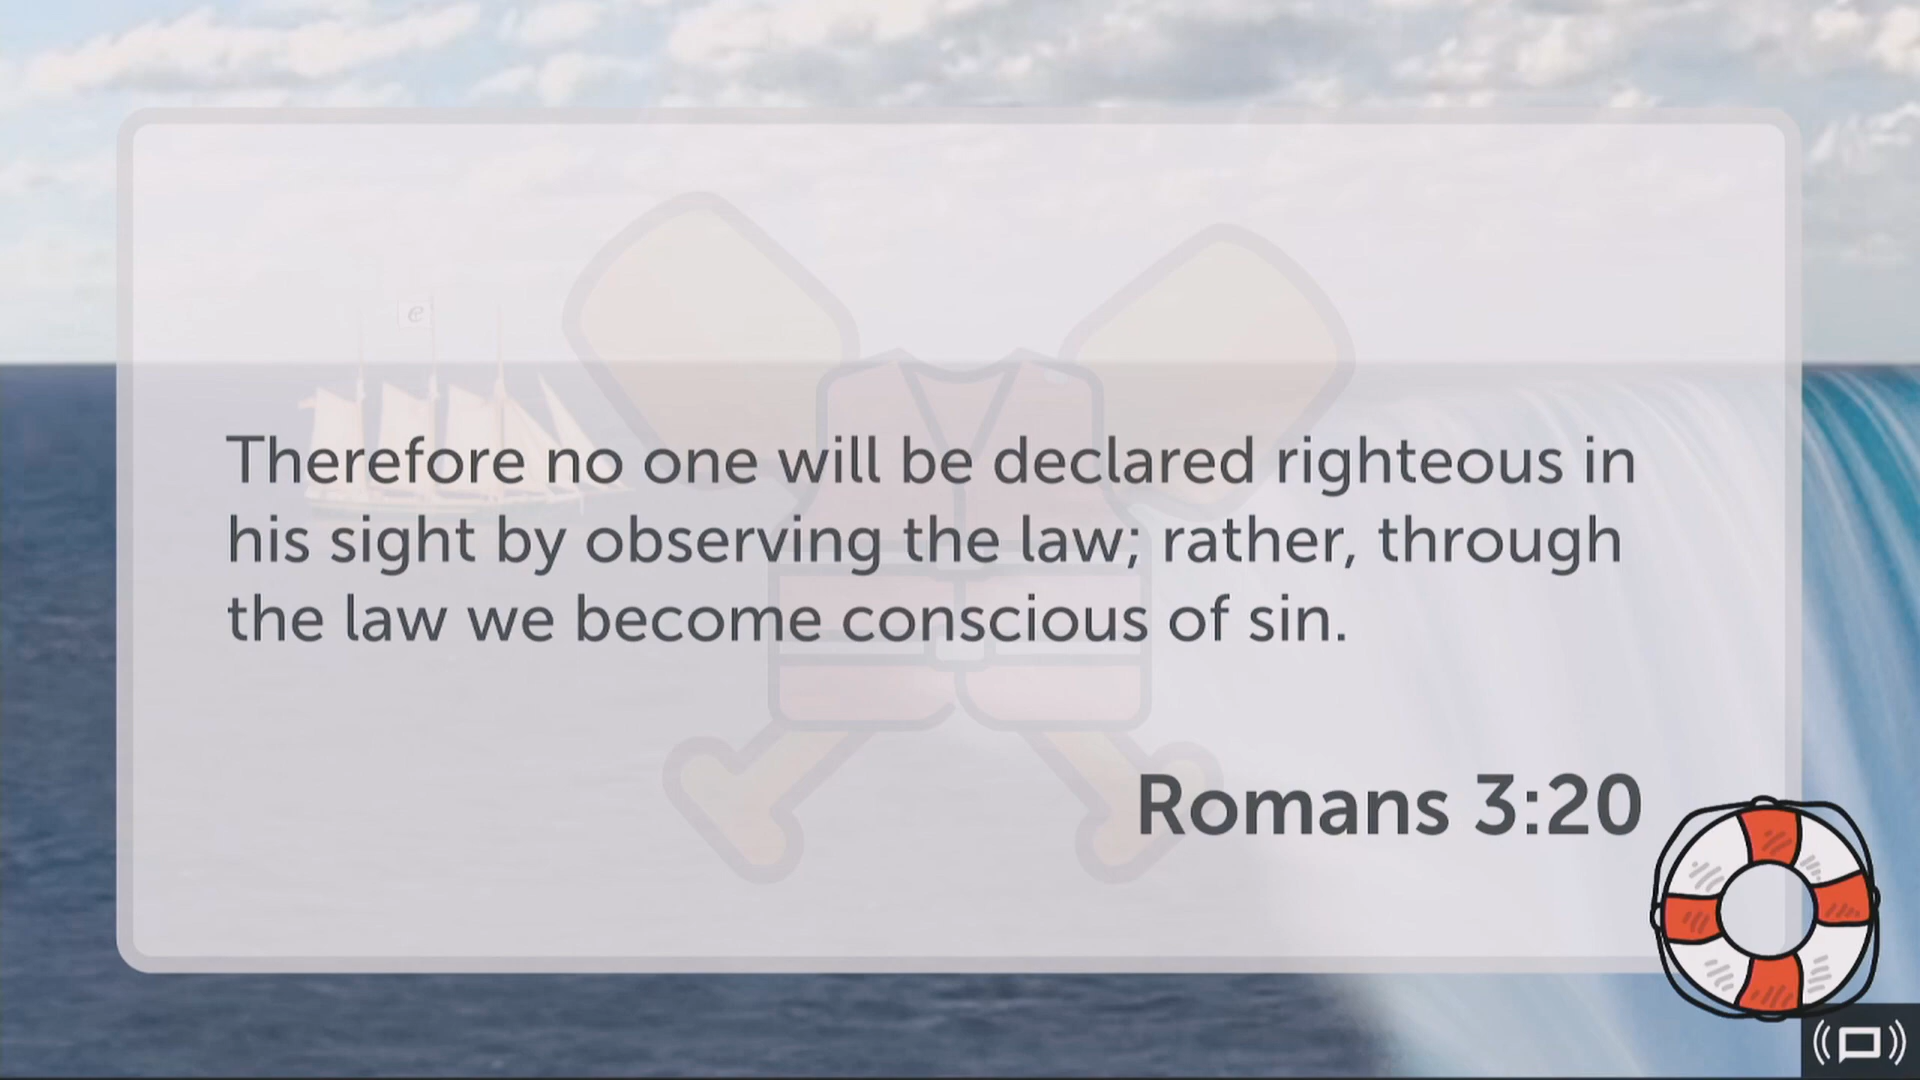 Therefore no one will be declared righteous in
his sight by observing the law; rather, through
the law we become conscious of sin.
Romans 3:20